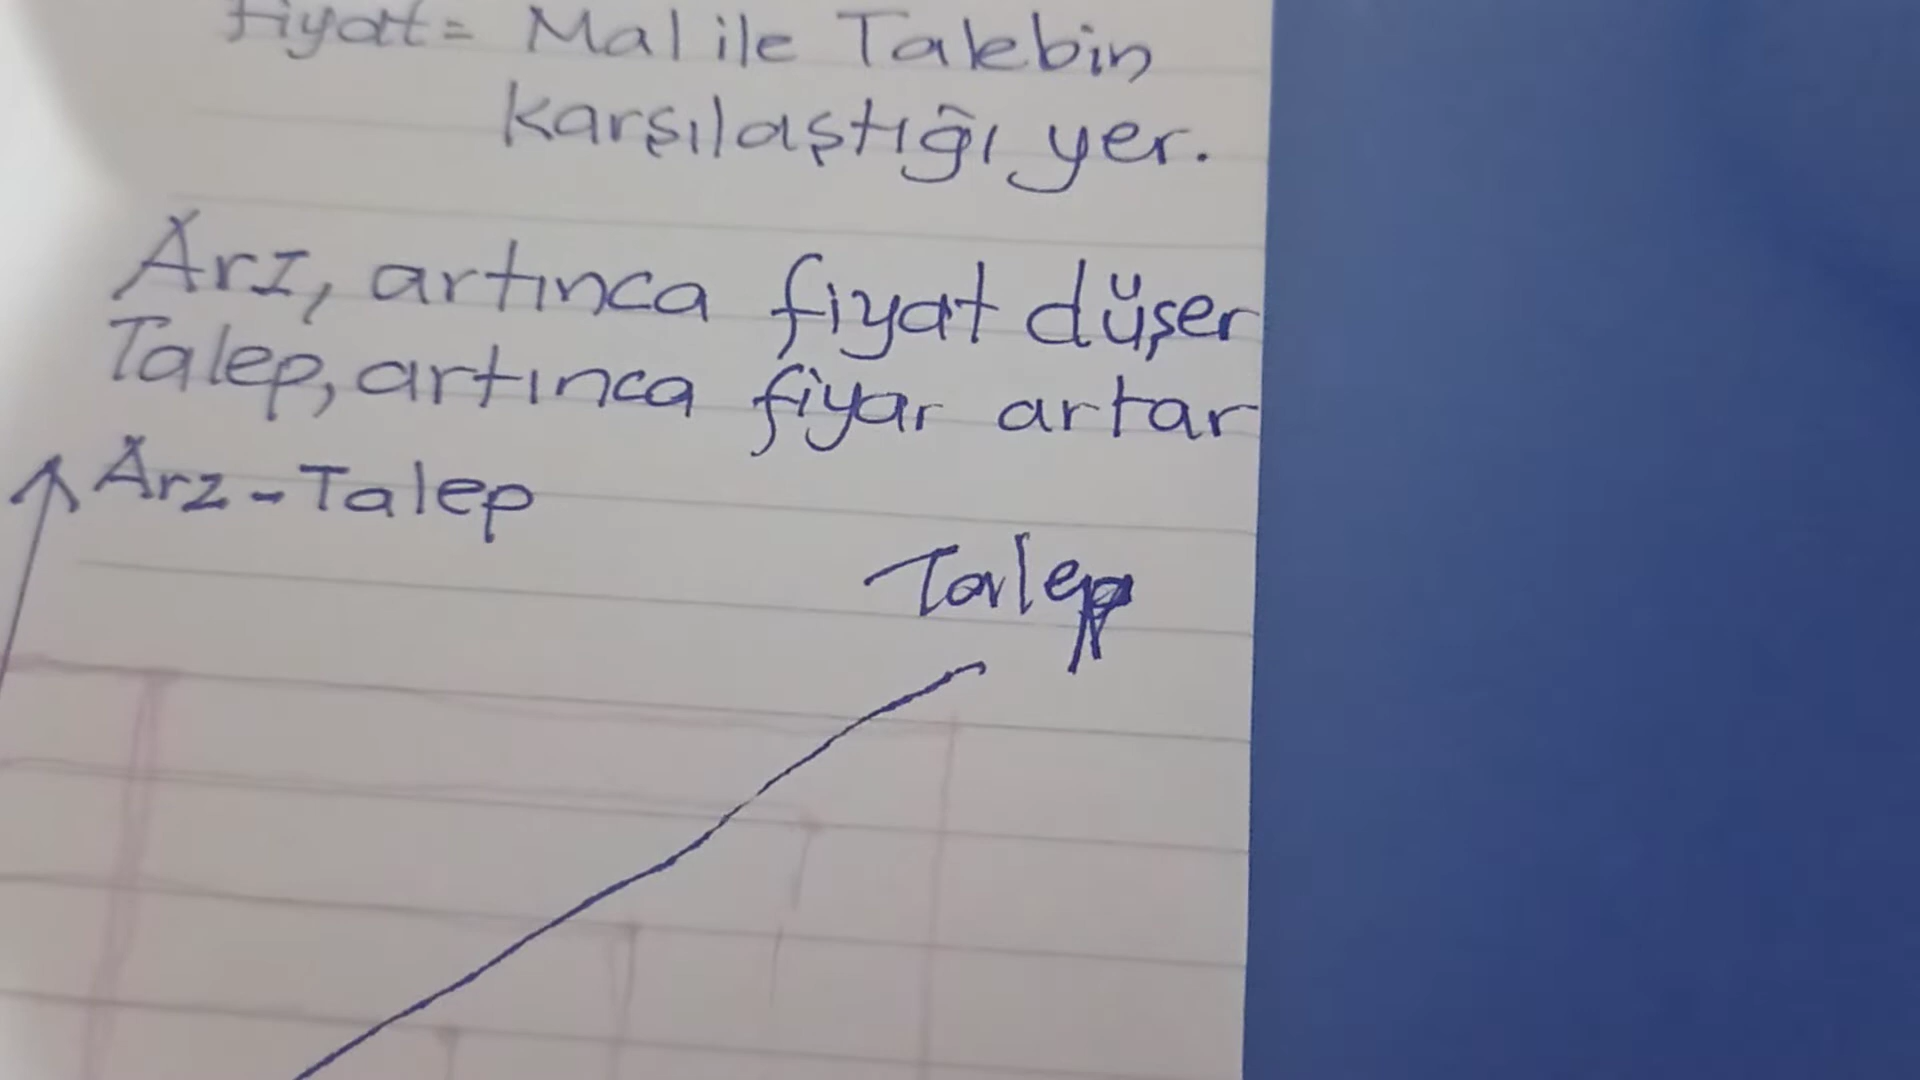 fiyat = Mal ile Talebin
karşılaştığı yer.
Arz, artınca fiyat düşer
Talep, artınca fiyar artar
Arz - Talep
Talep